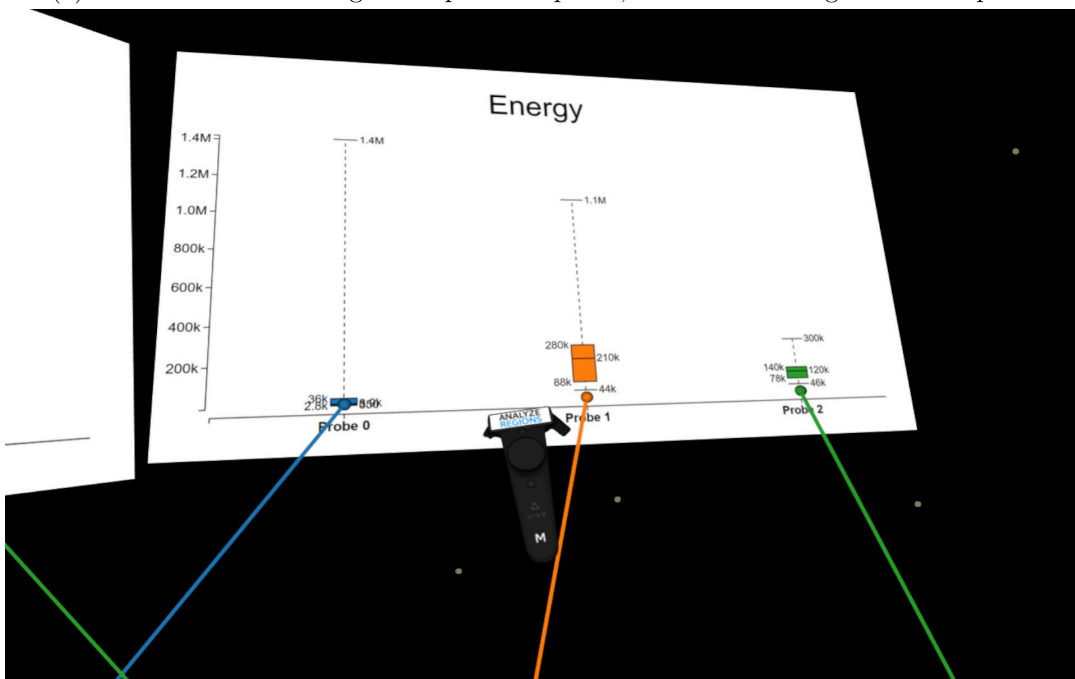 Energy
1.4M
1.2M
1.0M
800k
600k
400k
200k
1.4M
36k
2.8k
Probe 0
1.1M
280k
210k
88k
44k
Probe 1
300k
140k
120k
78k
46k
Probe 2
ANALYZE
REGIONS
VIVE
M